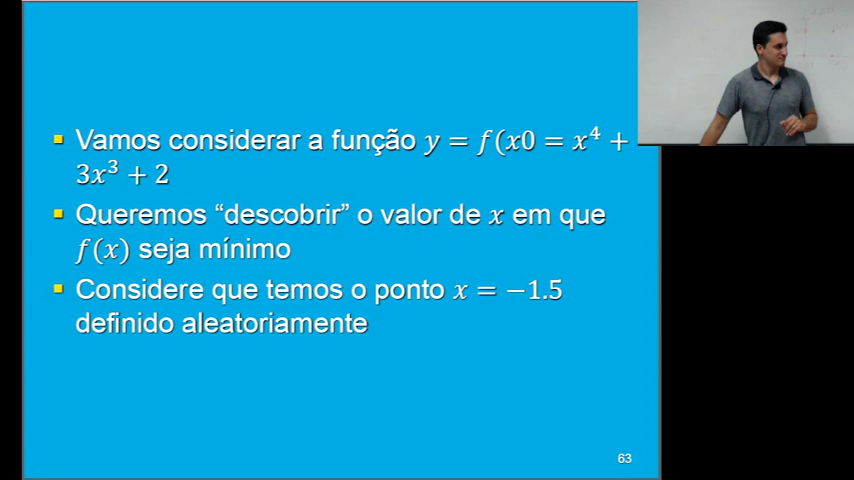 Vamos considerar a função y = f(x0 = x⁴ +
3x³ + 2
Queremos “descobrir” o valor de x em que
f(x) seja mínimo
Considere que temos o ponto x = −1.5
definido aleatoriamente
63